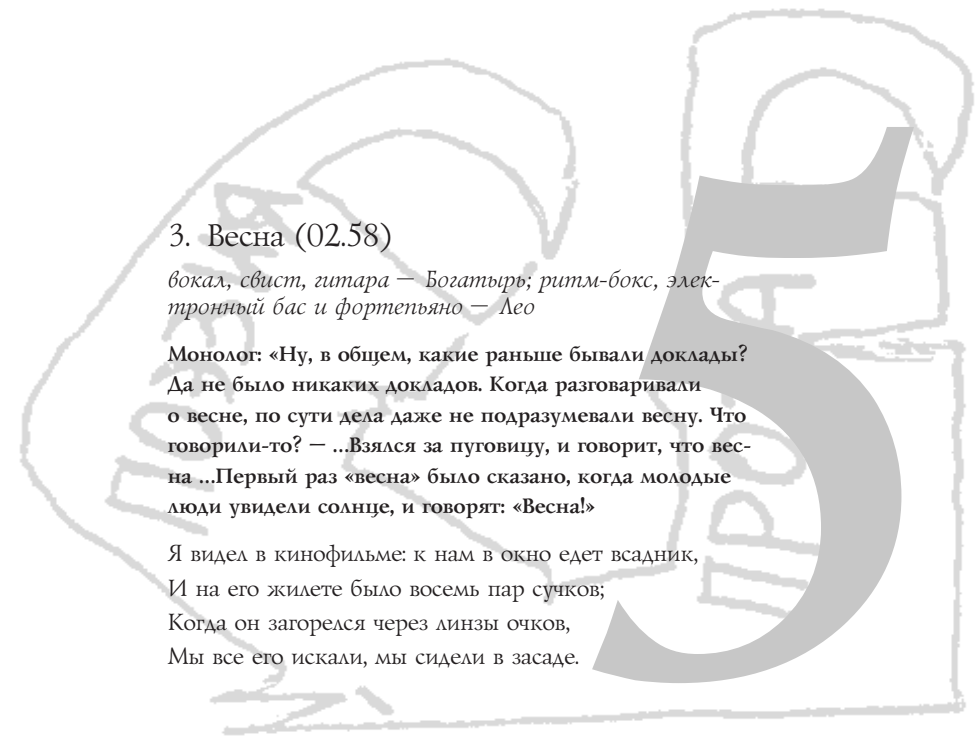 3. Весна (02.58)
вокал, свист, гитара — Богатырь; ритм-бокс, элек-
тронный бас и фортепьяно — Лео
Монолог: «Ну, в общем, какие раньше бывали доклады?
Да не было никаких докладов. Когда разговаривали
о весне, по сути дела даже не подразумевали весну. Что
говорили-то? — ...Взялся за пуговицу, и говорит, что вес-
на ...Первый раз «весна» было сказано, когда молодые
люди увидели солнце, и говорят: «Весна!»
Я видел в кинофильме: к нам в окно едет всадник,
И на его жилете было восемь пар сучков;
Когда он загорелся через линзы очков,
Мы все его искали, мы сидели в засаде.
5
ПОЭЗИЯ
ПРОЗА